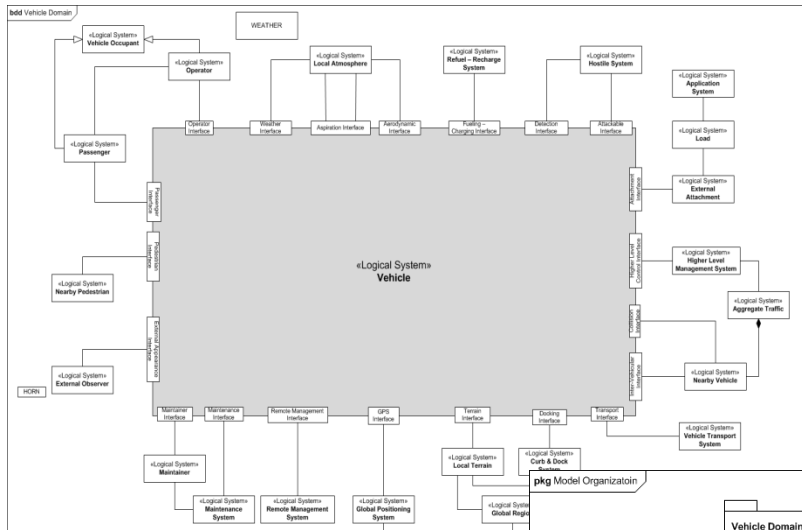 bdd Vehicle Domain
WEATHER
«Logical System»
Vehicle Occupant
«Logical System»
Operator
«Logical System»
Local Atmosphere
«Logical System»
Refuel – Recharge
System
«Logical System»
Hostile System
«Logical System»
Application
System
«Logical System»
Load
«Logical System»
External
Attachment
«Logical System»
Passenger
Operator
Interface
Weather
Interface
Aspiration Interface
Aerodynamic
Interface
Fueling –
Charging Interface
Detection
Interface
Attackable
Interface
Passenger
Interface
Pedestrian
Interface
External Appearance
Interface
«Logical System»
Vehicle
Attachment
Interface
Higher Level
Control Interface
Collision
Interface
Inter-Vehicular
Interface
«Logical System»
Higher Level
Management System
«Logical System»
Aggregate Traffic
«Logical System»
Nearby Pedestrian
«Logical System»
External Observer
HORN
«Logical System»
Nearby Vehicle
Maintainer
Interface
Maintenance
Interface
Remote Management
Interface
GPS
Interface
Terrain
Interface
Docking
Interface
Transport
Interface
«Logical System»
Vehicle Transport
System
«Logical System»
Maintainer
«Logical System»
Maintenance
System
«Logical System»
Remote Management
System
«Logical System»
Global Positioning
System
«Logical System»
Local Terrain
«Logical System»
Curb & Dock
«Logical System»
Global Regio
pkg Model Organizatoin
Vehicle Domain